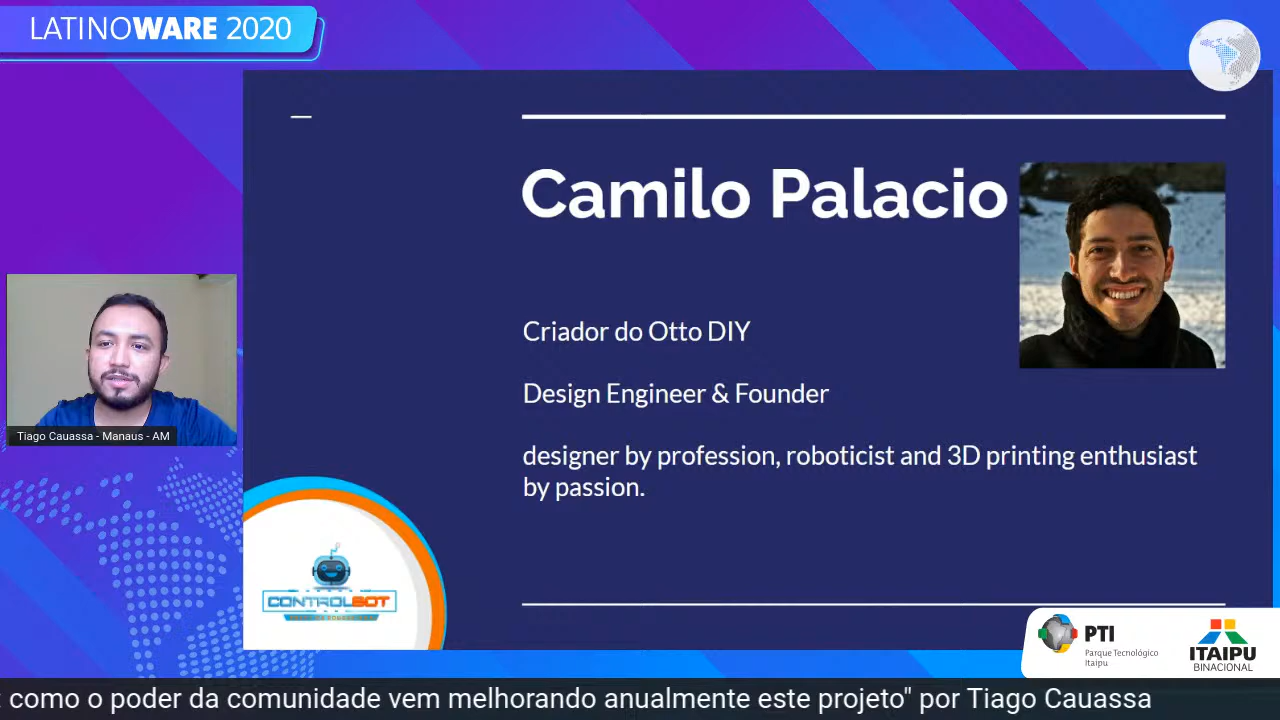 LATINOWARE 2020
Camilo Palacio
Criador do Otto DIY
Design Engineer & Founder
designer by profession, roboticist and 3D printing enthusiast
by passion.
Tiago Cauassa - Manaus - AM
CONTROLBOT
PTI
Parque Tecnológico
Itaipu
ITAIPU
BINACIONAL
: como o poder da comunidade vem melhorando anualmente este projeto" por Tiago Cauassa